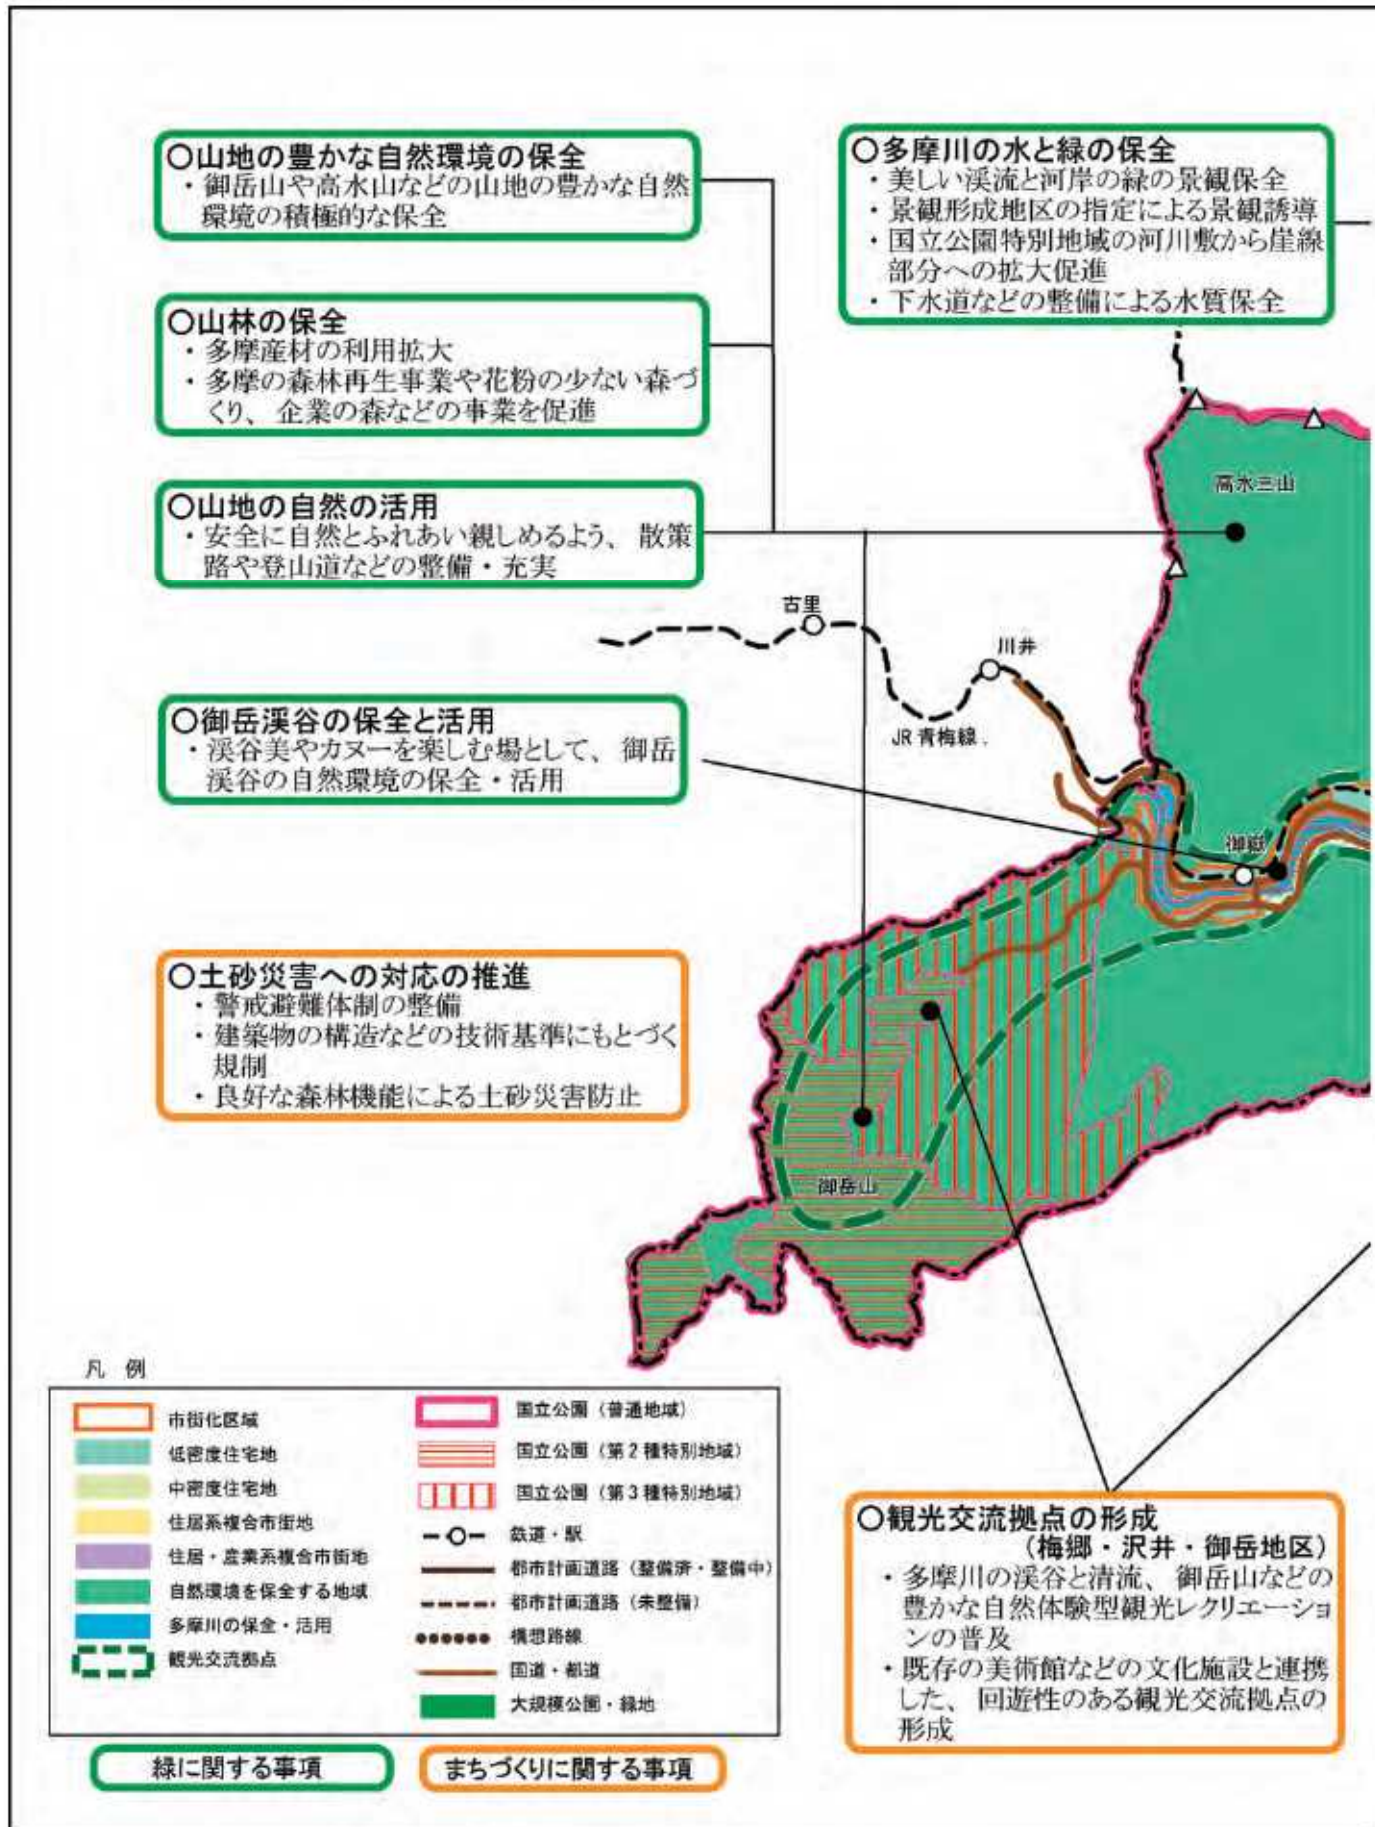 ○山地の豊かな自然環境の保全
・御岳山や高水山などの山地の豊かな自然
環境の積極的な保全
○多摩川の水と緑の保全
・美しい渓流と河岸の緑の景観保全
・景観形成地区の指定による景観誘導
・国立公園特別地域の河川敷から崖線
部分への拡大促進
・下水道などの整備による水質保全
○山林の保全
・多摩産材の利用拡大
・多摩の森林再生事業や花粉の少ない森づ
くり、企業の森などの事業を促進
高水三山
○山地の自然の活用
・安全に自然とふれあい親しめるよう、散策
路や登山道などの整備・充実
古里
川井
JR青梅線
○御岳渓谷の保全と活用
・渓谷美やカヌーを楽しむ場として、御岳
渓谷の自然環境の保全・活用
御嶽
○土砂災害への対応の推進
・警戒避難体制の整備
・建築物の構造などの技術基準にもとづく
規制
・良好な森林機能による土砂災害防止
御岳山
凡 例
市街化区域
低密度住宅地
中密度住宅地
住居系複合市街地
住居・産業系複合市街地
自然環境を保全する地域
多摩川の保全・活用
観光交流拠点
国立公園(普通地域)
国立公園(第2種特別地域)
国立公園(第3種特別地域)
鉄道・駅
都市計画道路(整備済・整備中)
都市計画道路(未整備)
構想路線
国道・都道
大規模公園・緑地
○観光交流拠点の形成
(梅郷・沢井・御岳地区)
・多摩川の渓谷と清流、御岳山などの
豊かな自然体験型観光レクリエーショ
ンの普及
・既存の美術館などの文化施設と連携
した、回遊性のある観光交流拠点の
形成
緑に関する事項
まちづくりに関する事項